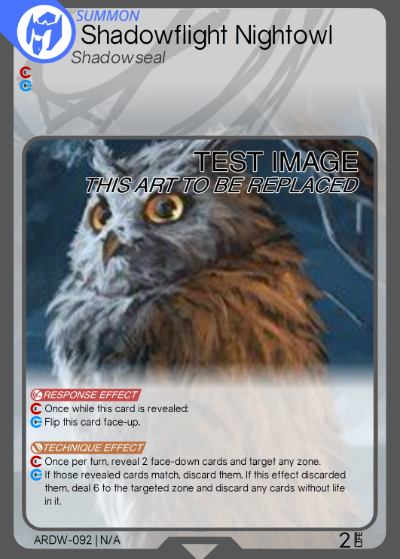 SUMMON
Shadowflight Nightowl
Shadowseal
C
C
TEST IMAGE
THIS ART TO BE REPLACED
RESPONSE EFFECT
C Once while this card is revealed:
C Flip this card face-up.
TECHNIQUE EFFECT
C Once per turn, reveal 2 face-down cards and target any zone.
C If those revealed cards match, discard them. If this effect discarded
them, deal 6 to the targeted zone and discard any cards without life
in it.
ARDW-092 | N/A
2 LIFE